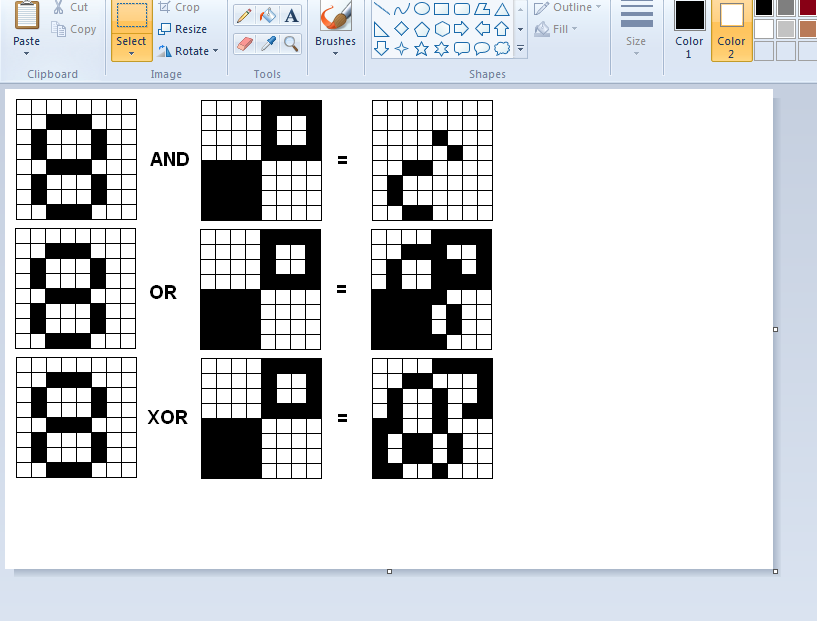 Cut
Crop
Paste
Copy
Select
Resize
Rotate
Brushes
Outline
Fill
Size
Color
1
Color
2
Clipboard
Image
Tools
Shapes
A
AND =
OR =
XOR =